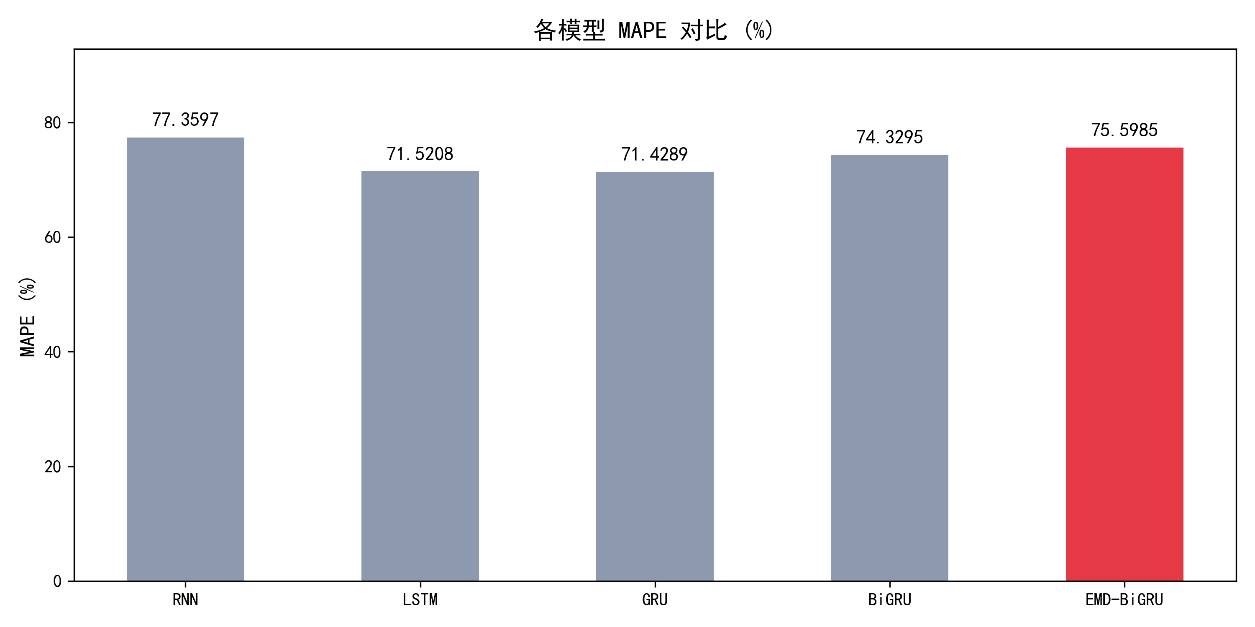 各模型 MAPE 对比 (%)
77.3597
71.5208
71.4289
74.3295
75.5985
80
60
40
20
0
MAPE (%)
RNN
LSTM
GRU
BiGRU
EMD-BiGRU